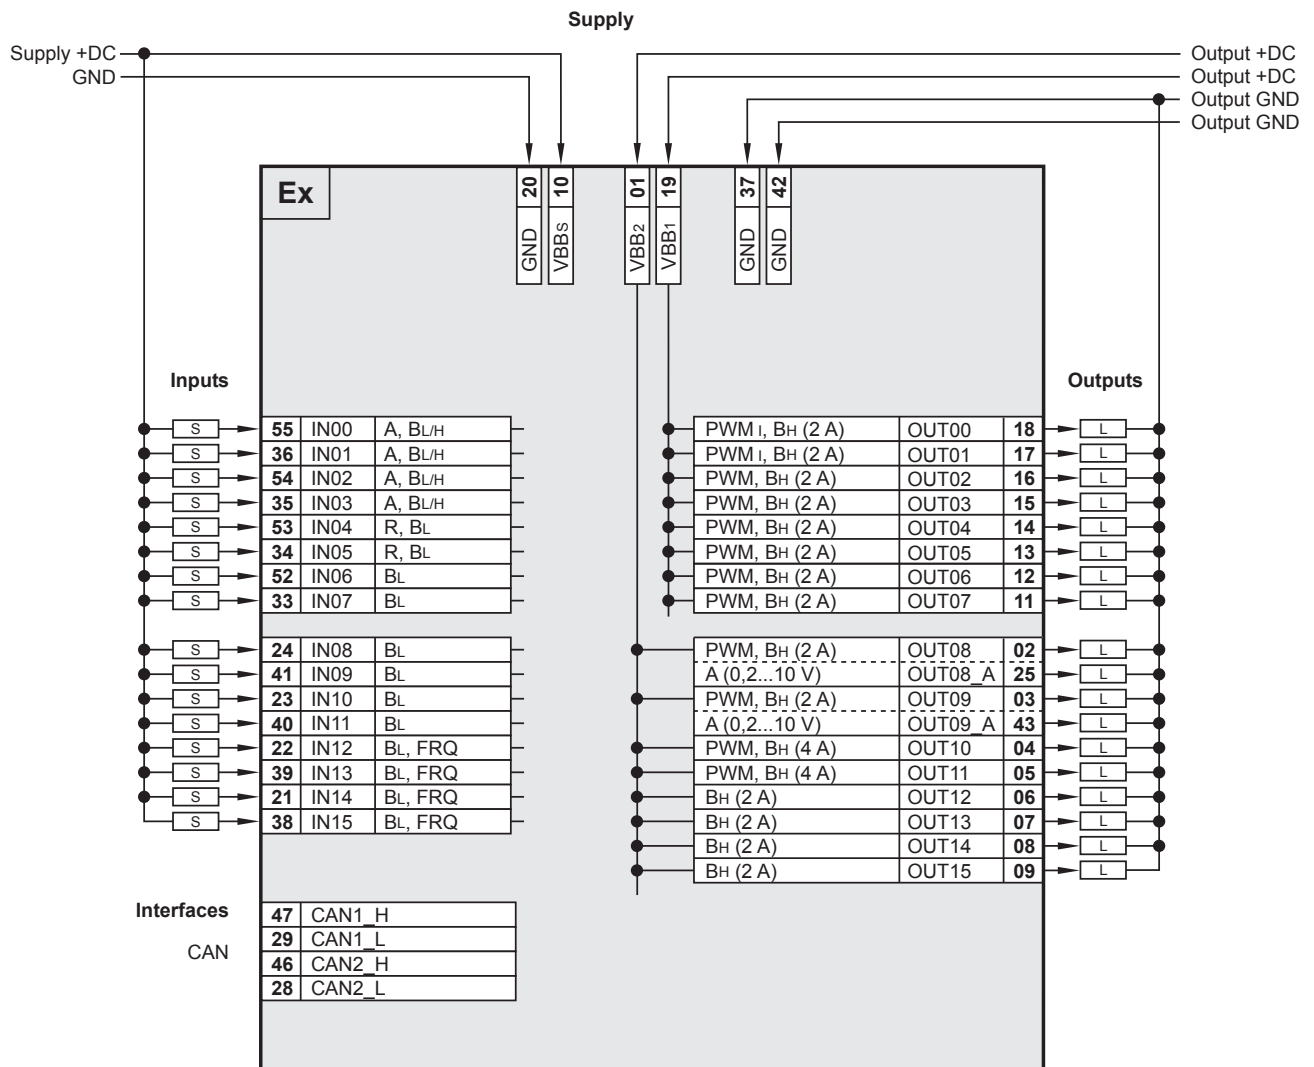 Supply
Supply +DC
GND
Output +DC
Output +DC
Output GND
Output GND
Ex
20 GND
10 VBBS
01 VBB2
19 VBB1
37 GND
42 GND
Inputs
Outputs
S 55 IN00 A, BL/H
S 36 IN01 A, BL/H
S 54 IN02 A, BL/H
S 35 IN03 A, BL/H
S 53 IN04 R, BL
S 34 IN05 R, BL
S 52 IN06 BL
S 33 IN07 BL
S 24 IN08 BL
S 41 IN09 BL
S 23 IN10 BL
S 40 IN11 BL
S 22 IN12 BL, FRQ
S 39 IN13 BL, FRQ
S 21 IN14 BL, FRQ
S 38 IN15 BL, FRQ
PWM I, BH (2 A) OUT00 18 L
PWM I, BH (2 A) OUT01 17 L
PWM, BH (2 A) OUT02 16 L
PWM, BH (2 A) OUT03 15 L
PWM, BH (2 A) OUT04 14 L
PWM, BH (2 A) OUT05 13 L
PWM, BH (2 A) OUT06 12 L
PWM, BH (2 A) OUT07 11 L
PWM, BH (2 A) OUT08 02 L
A (0,2...10 V) OUT08_A 25 L
PWM, BH (2 A) OUT09 03 L
A (0,2...10 V) OUT09_A 43 L
PWM, BH (4 A) OUT10 04 L
PWM, BH (4 A) OUT11 05 L
BH (2 A) OUT12 06 L
BH (2 A) OUT13 07 L
BH (2 A) OUT14 08 L
BH (2 A) OUT15 09 L
Interfaces
CAN
47 CAN1_H
29 CAN1_L
46 CAN2_H
28 CAN2_L